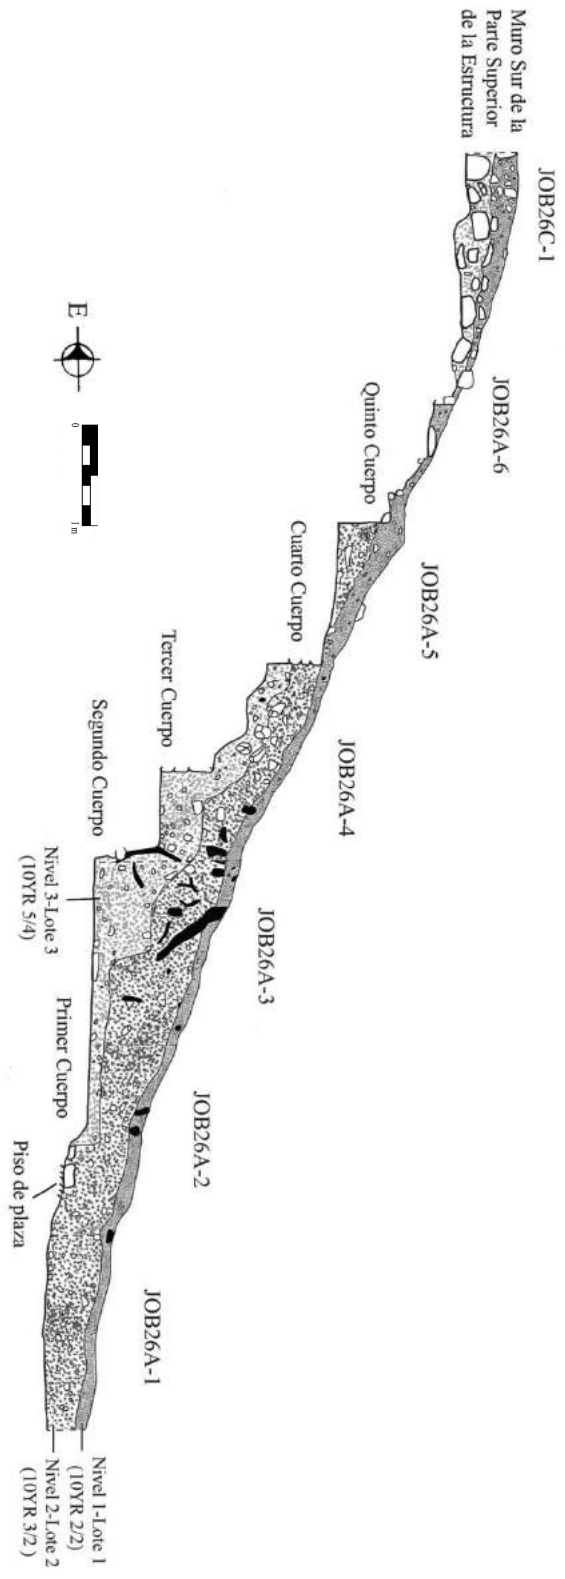 Muro Sur de la
Parte Superior
de la Estructura
JOB26C-1
JOB26A-6
Quinto Cuerpo
JOB26A-5
Cuarto Cuerpo
JOB26A-4
Tercer Cuerpo
Segundo Cuerpo
JOB26A-3
Nivel 3-Lote 3
(10YR 5/4)
JOB26A-2
Primer Cuerpo
Piso de plaza
JOB26A-1
Nivel 1-Lote 1
(10YR 2/2)
Nivel 2-Lote 2
(10YR 3/2 )
E
0
1 m